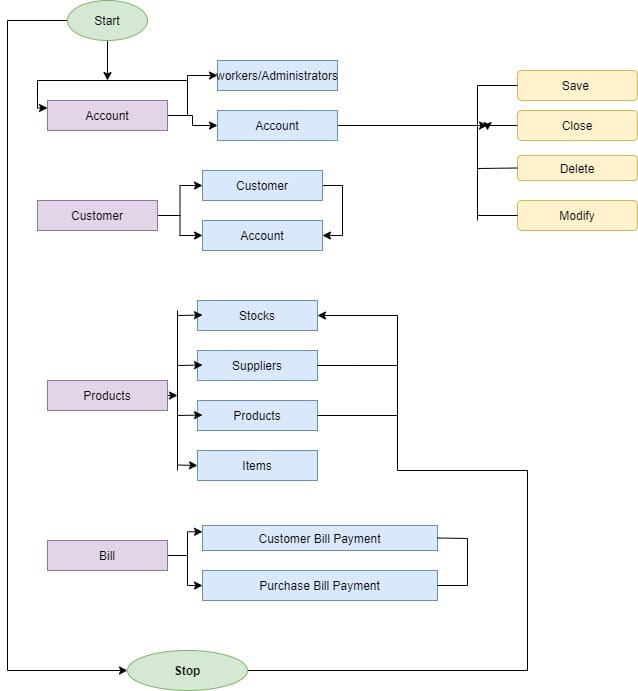 Start
workers/Administrators
Account
Account
Save
Close
Delete
Modify
Customer
Customer
Account
Stocks
Suppliers
Products
Products
Items
Bill
Customer Bill Payment
Purchase Bill Payment
Stop